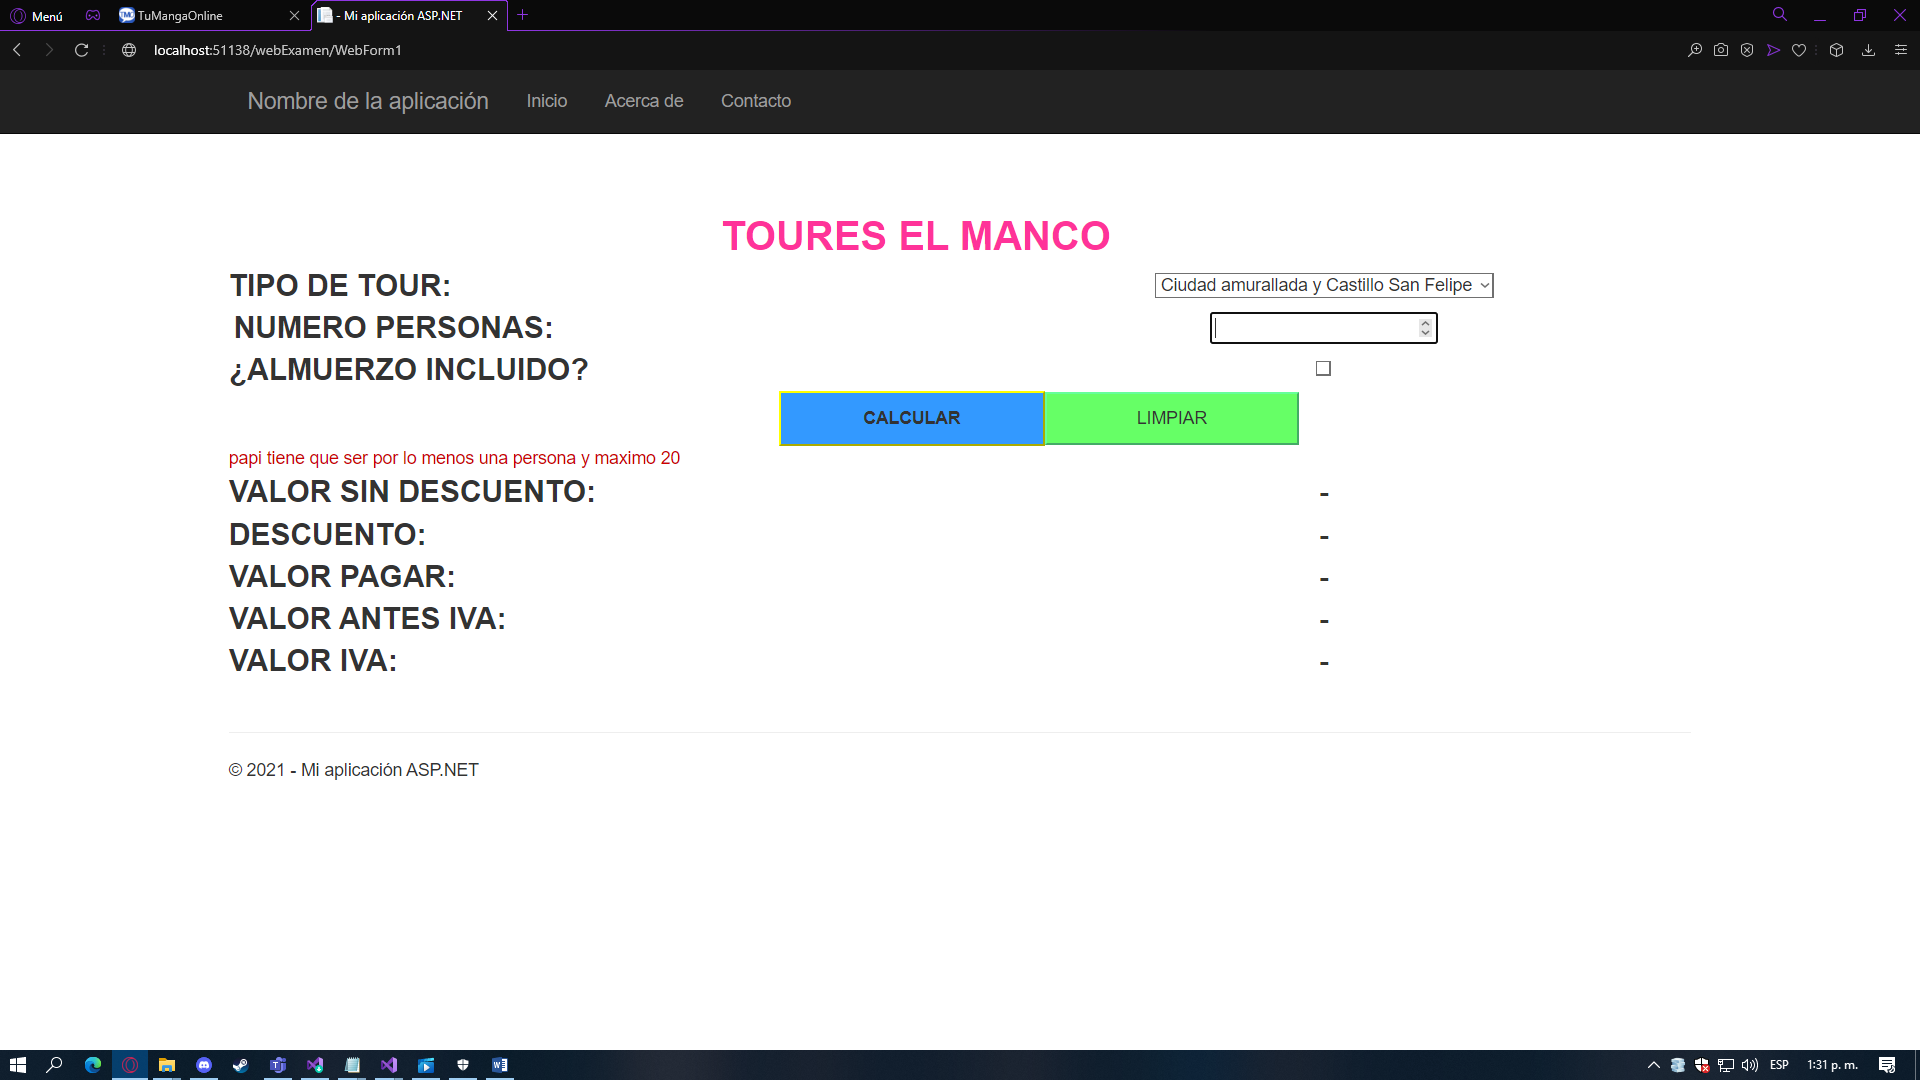 Menú
TuMangaOnline
- Mi aplicación ASP.NET
localhost:51138/webExamen/WebForm1
Nombre de la aplicación Inicio Acerca de Contacto
TOURES EL MANCO
TIPO DE TOUR: Ciudad amurallada y Castillo San Felipe
NUMERO PERSONAS:
¿ALMUERZO INCLUIDO?
CALCULAR LIMPIAR
papi tiene que ser por lo menos una persona y maximo 20
VALOR SIN DESCUENTO: -
DESCUENTO: -
VALOR PAGAR: -
VALOR ANTES IVA: -
VALOR IVA: -
© 2021 - Mi aplicación ASP.NET
ESP 1:31 p. m.